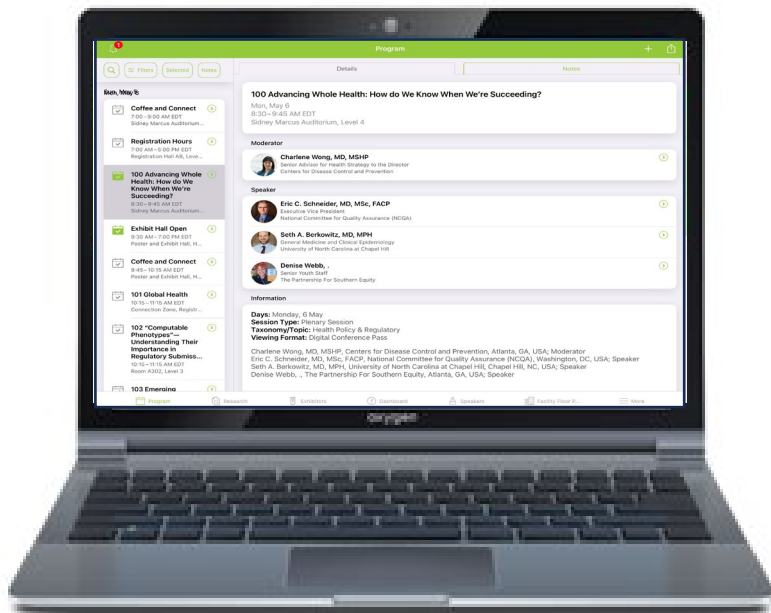 1
Program
Filters
Selected
Notes
Details
Notes
Coffee and Connect
7:00 – 9:00 AM EDT
Sidney Marcus Auditorium...
Registration Hours
7:00 AM – 5:00 PM EDT
Registration Hall AB, Leve...
100 Advancing Whole
Health: How do We
Know When We're
Succeeding?
8:30 – 9:45 AM EDT
Sidney Marcus Auditorium...
Exhibit Hall Open
9:30 AM – 7:00 PM EDT
Poster and Exhibit Hall, H...
Coffee and Connect
9:45 – 10:15 AM EDT
Poster and Exhibit Hall, H...
101 Global Health
10:15 – 11:15 AM EDT
Connection Zone, Registr...
102 "Computable
Phenotypes"—
Understanding Their
Importance in
Regulatory Submiss...
10:15 – 11:15 AM EDT
Room A302, Level 3
103 Emerging
100 Advancing Whole Health: How do We Know When We're Succeeding?
Mon, May 6
8:30 – 9:45 AM EDT
Sidney Marcus Auditorium, Level 4
Moderator
Charlene Wong, MD, MSHP
Senior Advisor for Health Strategy to the Director
Centers for Disease Control and Prevention
Speaker
Eric C. Schneider, MD, MSc, FACP
Executive Vice President
National Committee for Quality Assurance (NCQA)
Seth A. Berkowitz, MD, MPH
General Medicine and Clinical Epidemiology
University of North Carolina at Chapel Hill
Denise Webb, .
Senior Youth Staff
The Partnership For Southern Equity
Information
Days: Monday, 6 May
Session Type: Plenary Session
Taxonomy/Topic: Health Policy & Regulatory
Viewing Format: Digital Conference Pass
Charlene Wong, MD, MSHP, Centers for Disease Control and Prevention, Atlanta, GA, USA; Moderator
Eric C. Schneider, MD, MSc, FACP, National Committee for Quality Assurance (NCQA), Washington, DC, USA; Speaker
Seth A. Berkowitz, MD, MPH, University of North Carolina at Chapel Hill, Chapel Hill, NC, USA; Speaker
Denise Webb, ., The Partnership For Southern Equity, Atlanta, GA, USA; Speaker
Program
Research
Exhibitors
Dashboard
Speakers
Facility Floor P...
More
oxygen